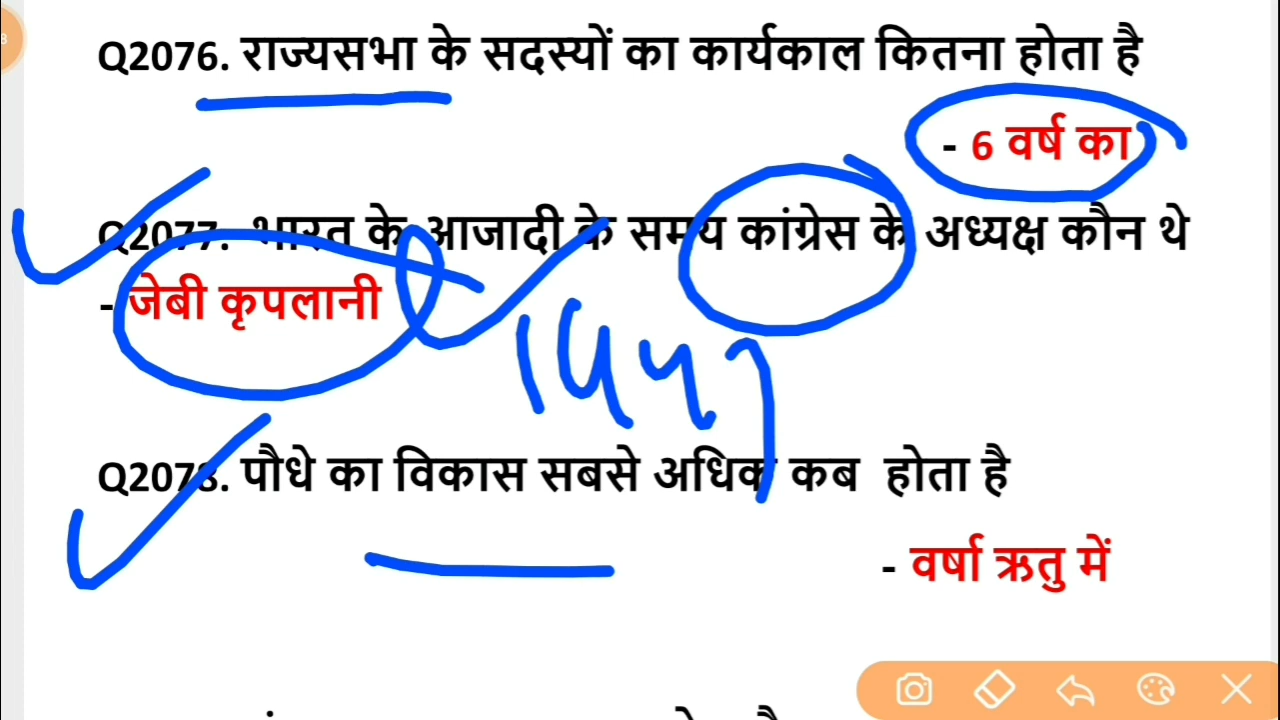 Q2076. राज्यसभा के सदस्यों का कार्यकाल कितना होता है
- 6 वर्ष का
Q2077. भारत के आजादी के समय कांग्रेस के अध्यक्ष कौन थे
- जेबी कृपलानी
1947
Q2078. पौधे का विकास सबसे अधिक कब होता है
- वर्षा ऋतु में